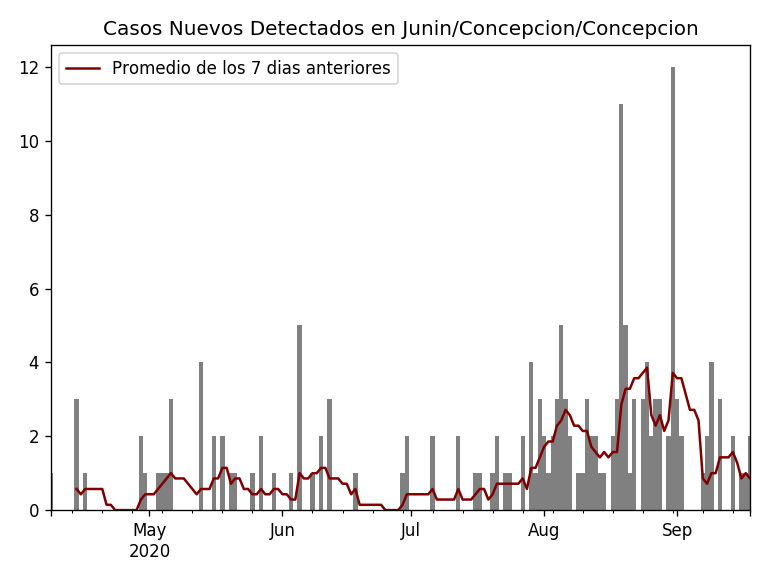 Casos Nuevos Detectados en Junin/Concepcion/Concepcion
Promedio de los 7 dias anteriores
12
10
8
6
4
2
0
May
2020
Jun
Jul
Aug
Sep